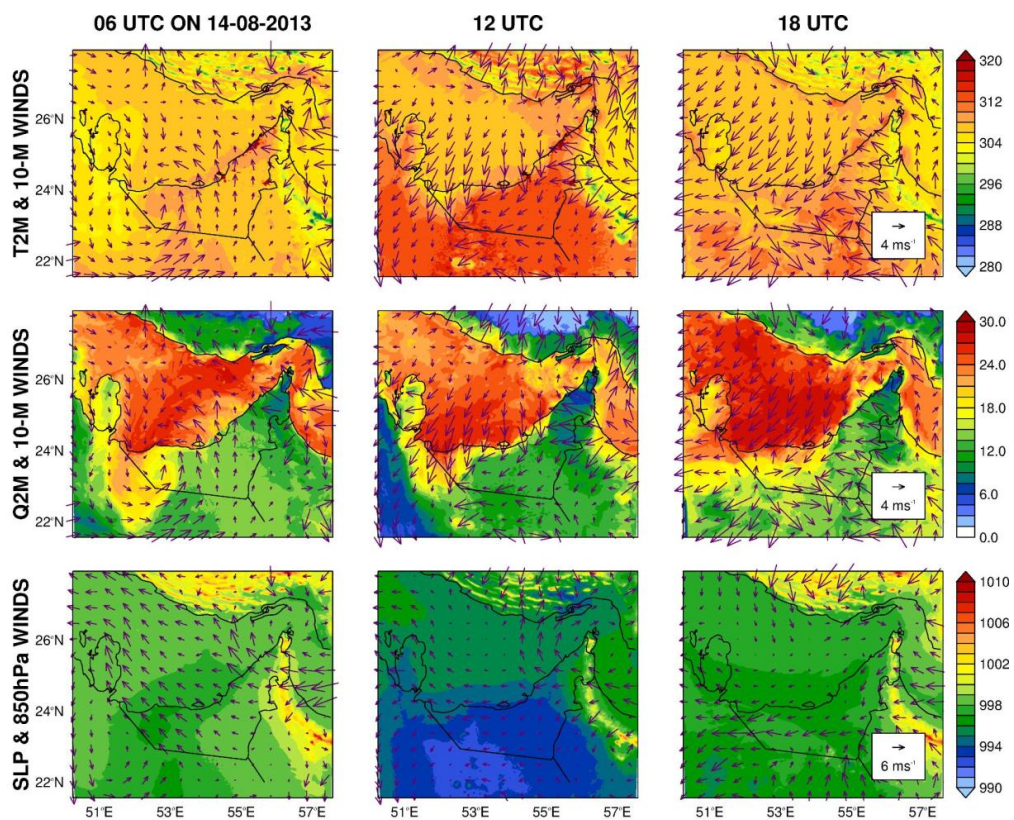 06 UTC ON 14-08-2013 12 UTC 18 UTC
T2M & 10-M WINDS
26°N
24°N
22°N
4 ms⁻¹
320
312
304
296
288
280
Q2M & 10-M WINDS
26°N
24°N
22°N
4 ms⁻¹
30.0
24.0
18.0
12.0
6.0
0.0
SLP & 850hPa WINDS
26°N
24°N
22°N
6 ms⁻¹
1010
1006
1002
998
994
990
51°E 53°E 55°E 57°E 51°E 53°E 55°E 57°E 51°E 53°E 55°E 57°E